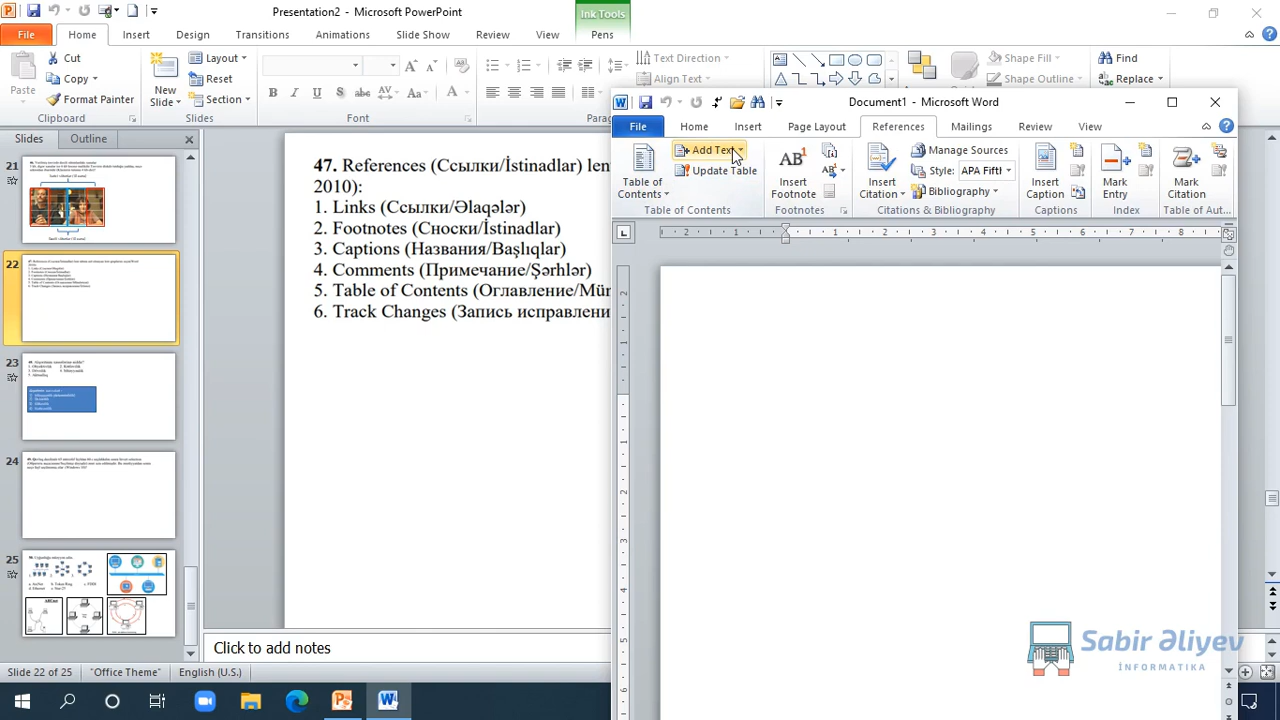 Presentation2 - Microsoft PowerPoint
Ink Tools
File
Home
Insert
Design
Transitions
Animations
Slide Show
Review
View
Pens
Paste
Cut
Copy
Format Painter
Clipboard
New
Slide
Layout
Reset
Section
Slides
Font
Text Direction
Align Text
Shape Fill
Shape Outline
Find
Replace
Slides
Outline
21
22
23
24
25
47. References (Ссылки/İstinadlar) len
2010):
1. Links (Ссылки/Əlaqələr)
2. Footnotes (Сноски/İstinadlar)
3. Captions (Названия/Başlıqlar)
4. Comments (Примечание/Şərhlər)
5. Table of Contents (Оглавление/Mün
6. Track Changes (Запись исправлени
Document1 - Microsoft Word
File
Home
Insert
Page Layout
References
Mailings
Review
View
Table of
Contents
Add Text
Update Table
Table of Contents
AB1
Insert
Footnote
Footnotes
Insert
Citation
Manage Sources
Style: APA Fifth
Bibliography
Citations & Bibliography
Insert
Caption
Captions
Mark
Entry
Index
Mark
Citation
Table of Aut...
Sabir Əliyev
İNFORMATİKA
Click to add notes
Slide 22 of 25
"Office Theme"
English (U.S.)